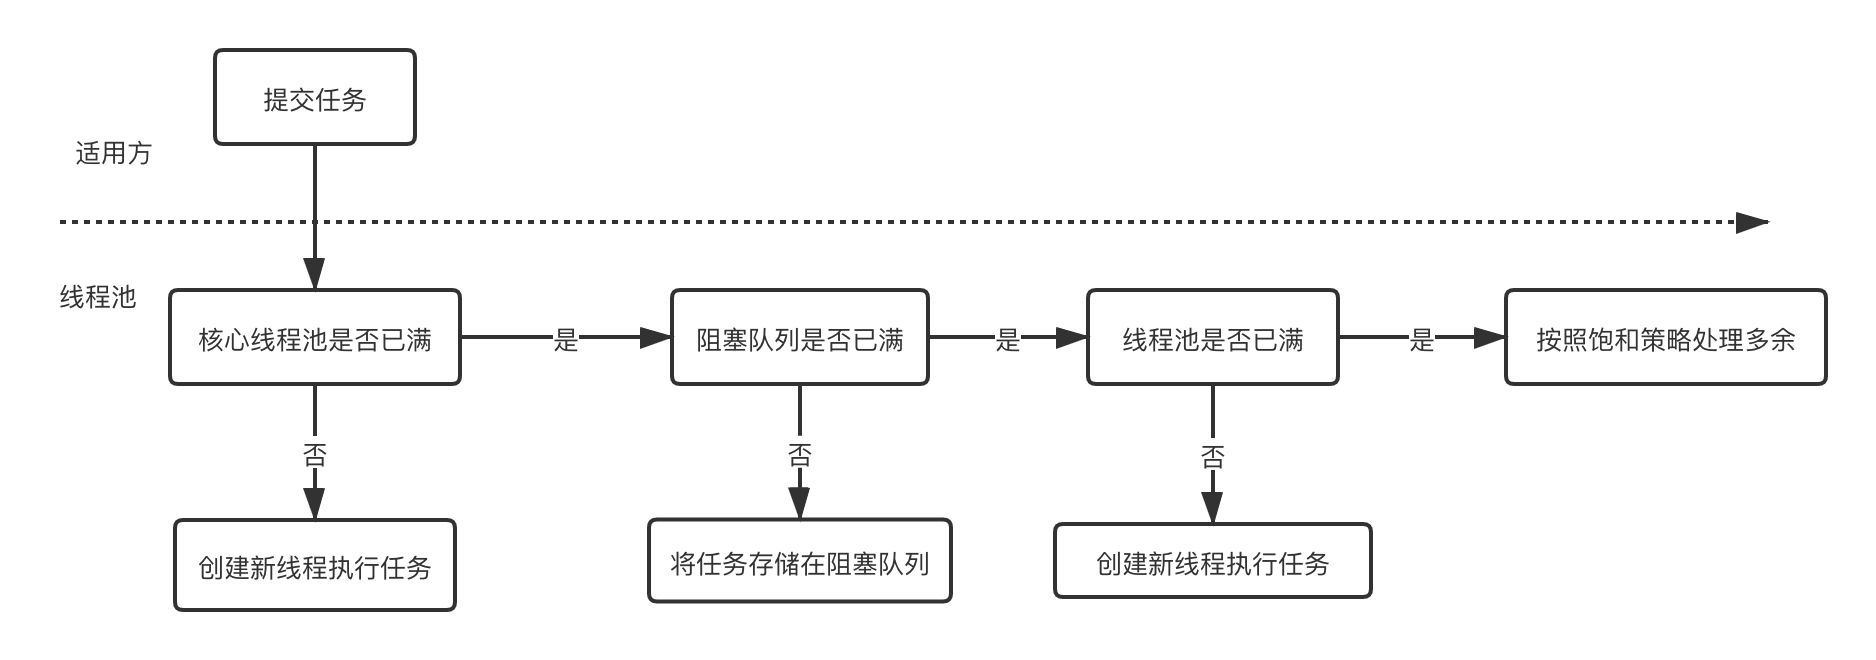 提交任务
适用方
线程池
核心线程池是否已满
是
阻塞队列是否已满
是
线程池是否已满
是
按照饱和策略处理多余
否
否
否
创建新线程执行任务
将任务存储在阻塞队列
创建新线程执行任务